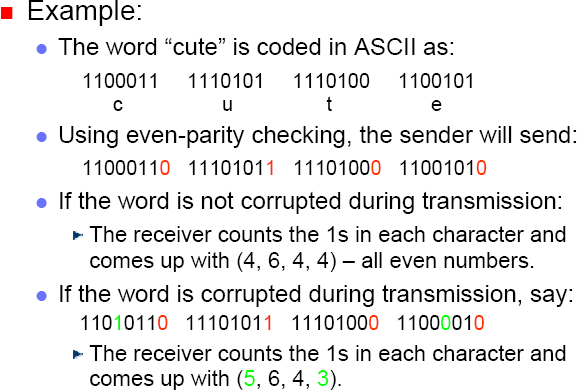 Example:
The word “cute” is coded in ASCII as:
1100011 1110101 1110100 1100101
c u t e
Using even-parity checking, the sender will send:
11000110 11101011 11101000 11001010
If the word is not corrupted during transmission:
The receiver counts the 1s in each character and
comes up with (4, 6, 4, 4) – all even numbers.
If the word is corrupted during transmission, say:
11010110 11101011 11101000 11000010
The receiver counts the 1s in each character and
comes up with (5, 6, 4, 3).